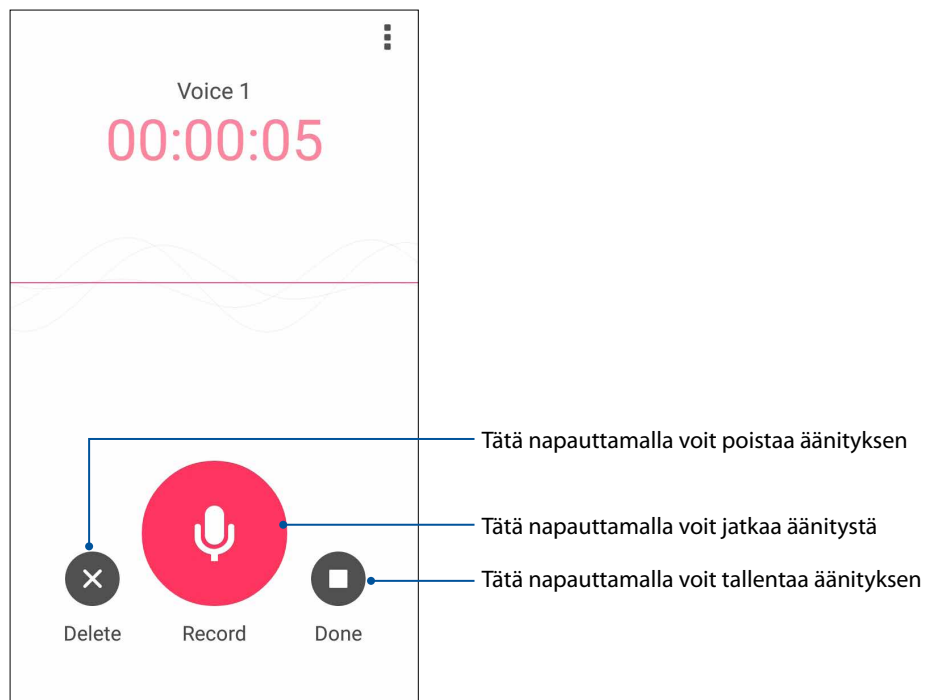 Voice 1
00:00:05
Tätä napauttamalla voit poistaa äänityksen
Tätä napauttamalla voit jatkaa äänitystä
Tätä napauttamalla voit tallentaa äänityksen
Delete
Record
Done